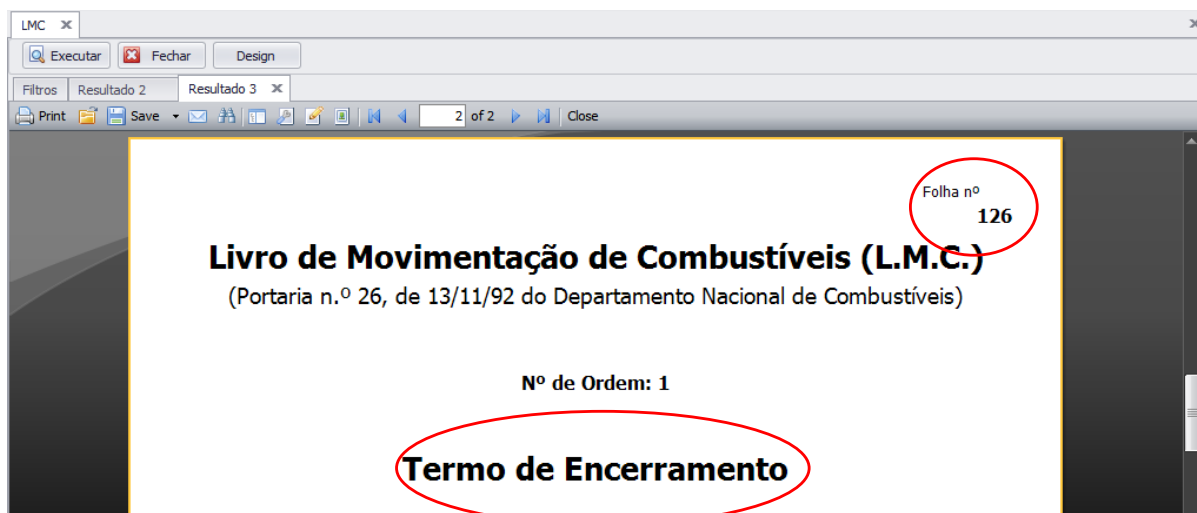 LMC
Executar Fechar Design
Filtros Resultado 2 Resultado 3
Print Save 2 of 2 Close
Folha nº
126
Livro de Movimentação de Combustíveis (L.M.C.)
(Portaria n.º 26, de 13/11/92 do Departamento Nacional de Combustíveis)
Nº de Ordem: 1
Termo de Encerramento